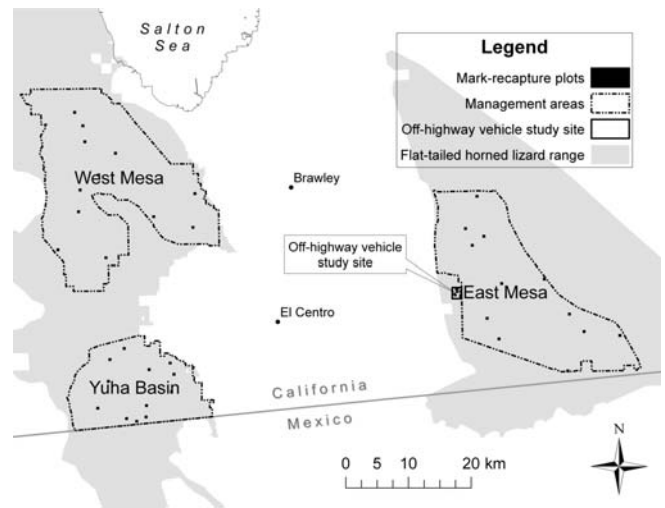 Salton
Sea
Legend
Mark-recapture plots
Management areas
Off-highway vehicle study site
Flat-tailed horned lizard range
West Mesa
Brawley
Off-highway vehicle
study site
East Mesa
El Centro
Yuha Basin
California
Mexico
N
0 5 10 20 km